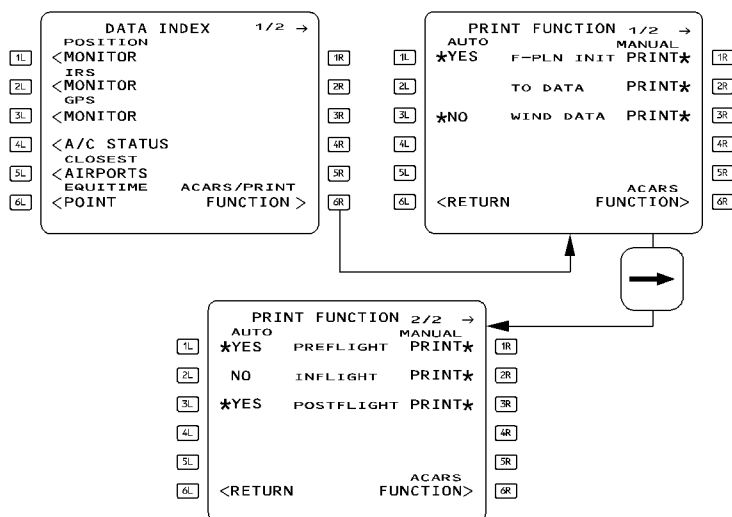 DATA INDEX 1/2 →
POSITION
1L <MONITOR 1R
IRS
2L <MONITOR 2R
GPS
3L <MONITOR 3R
4L <A/C STATUS 4R
CLOSEST
5L <AIRPORTS 5R
EQUITIME ACARS/PRINT
6L <POINT FUNCTION > 6R
PRINT FUNCTION 1/2 →
AUTO MANUAL
1L *YES F-PLN INIT PRINT* 1R
2L TO DATA PRINT* 2R
3L *NO WIND DATA PRINT* 3R
4L 4R
5L 5R
ACARS
6L <RETURN FUNCTION> 6R
PRINT FUNCTION 2/2 →
AUTO MANUAL
1L *YES PREFLIGHT PRINT* 1R
2L NO INFLIGHT PRINT* 2R
3L *YES POSTFLIGHT PRINT* 3R
4L 4R
5L 5R
ACARS
6L <RETURN FUNCTION> 6R